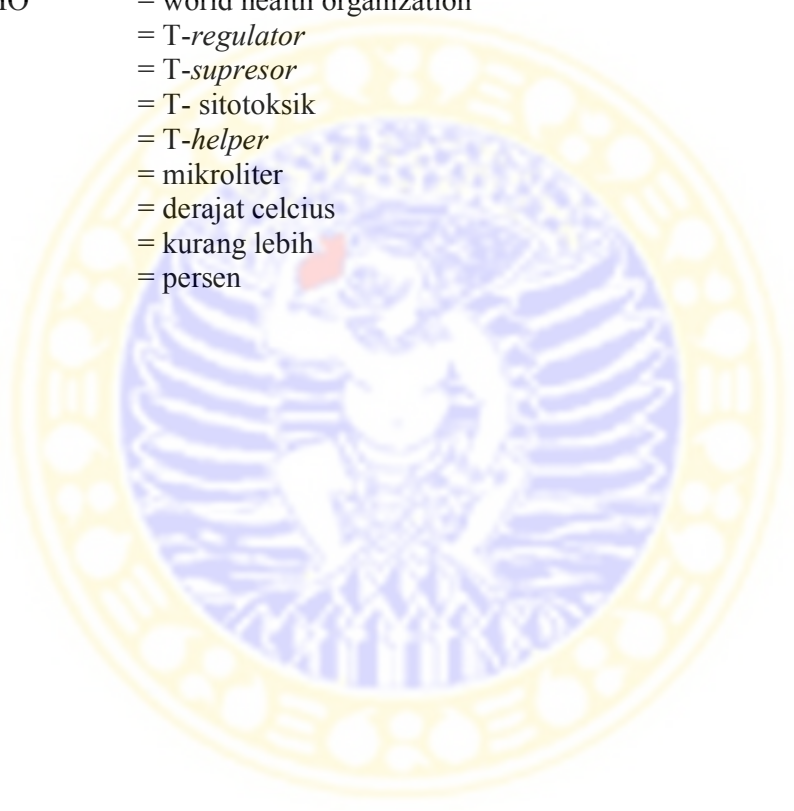 = world health organization
= T-regulator
= T-supresor
= T- sitotoksik
= T-helper
= mikroliter
= derajat celcius
= kurang lebih
= persen